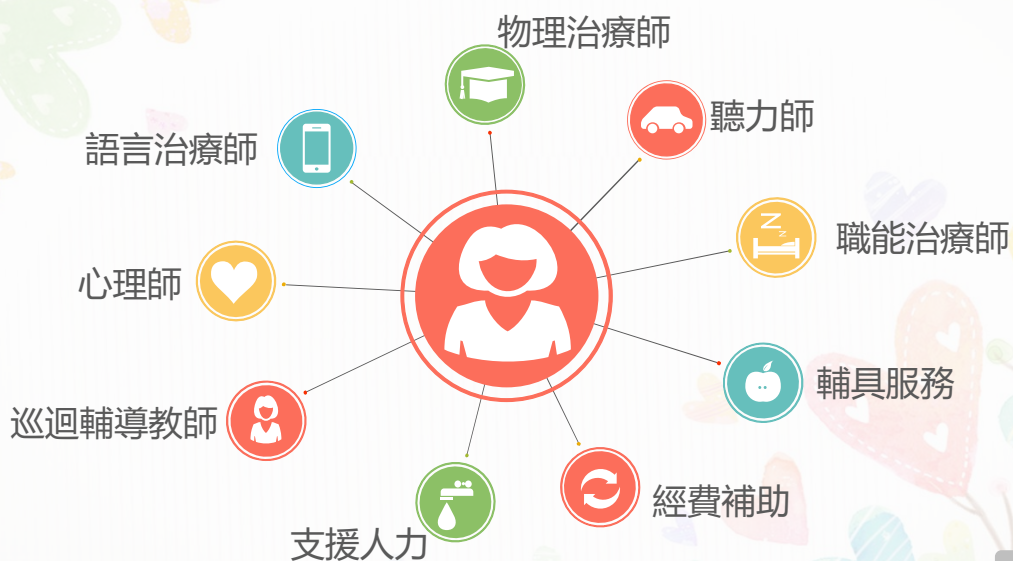 物理治療師
聽力師
語言治療師
職能治療師
心理師
輔具服務
巡迴輔導教師
經費補助
支援人力
Z
Z